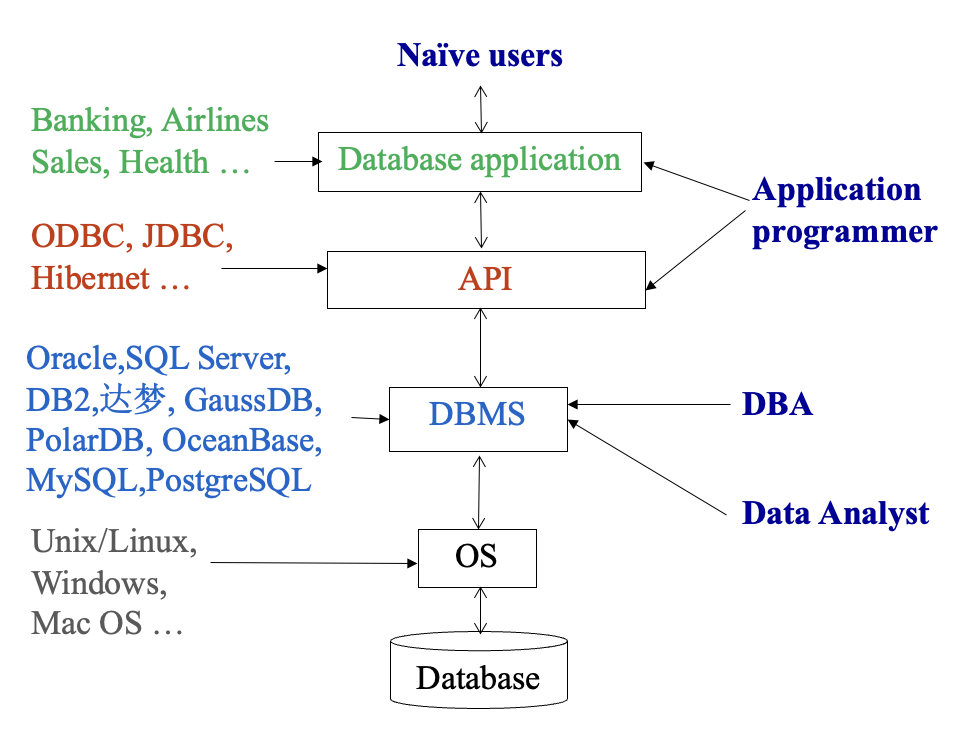 Naïve users
Banking, Airlines
Sales, Health …
Database application
Application
programmer
ODBC, JDBC,
Hibernet …
API
Oracle,SQL Server,
DB2,达梦, GaussDB,
PolarDB, OceanBase,
MySQL,PostgreSQL
DBMS
DBA
Data Analyst
Unix/Linux,
Windows,
Mac OS …
OS
Database